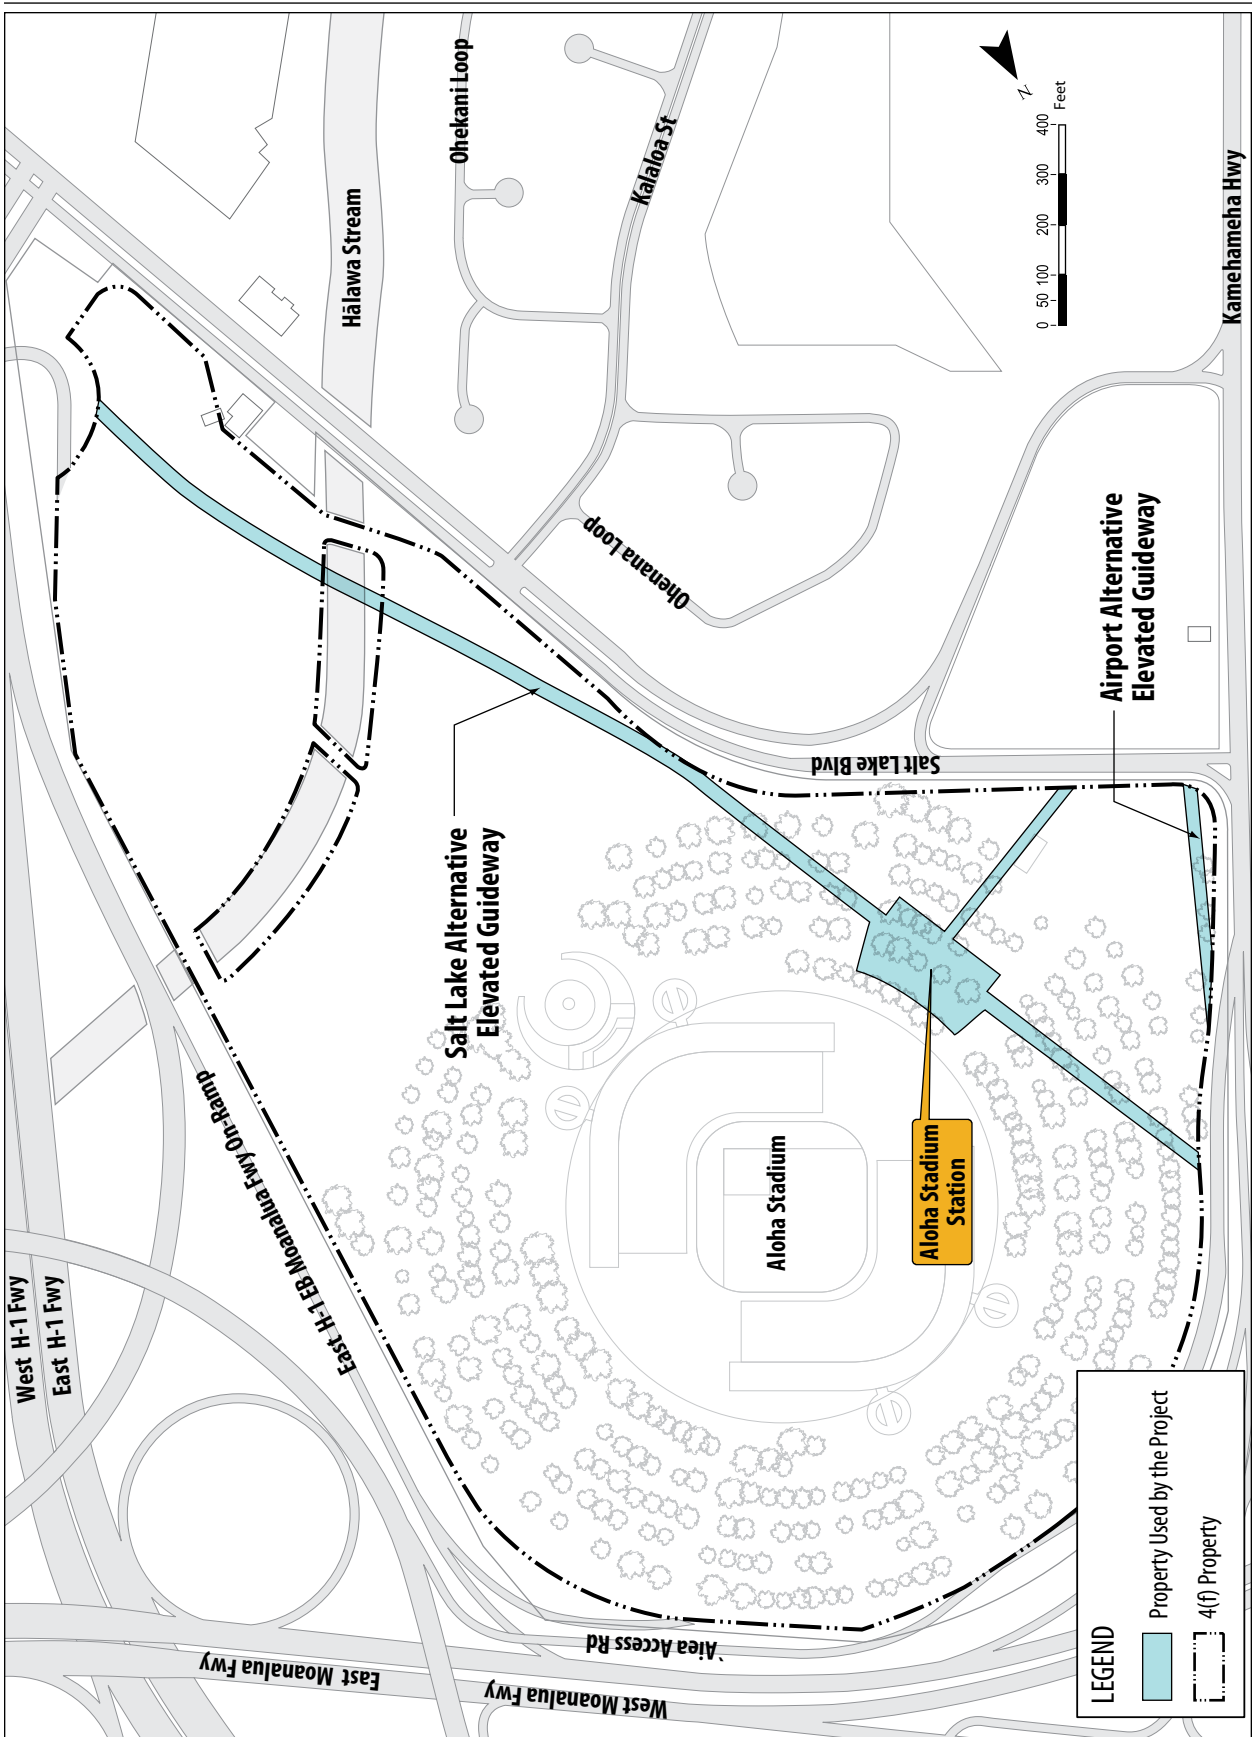 West H-1 Fwy
East H-1 Fwy
East H-1 EB Moanalua Fwy On-Ramp
East Moanalua Fwy
West Moanalua Fwy
`Aiea Access Rd
Hālawa Stream
Ohekani Loop
Kalaloa St
Ohenana Loop
Salt Lake Blvd
Kamehameha Hwy
Salt Lake Alternative
Elevated Guideway
Airport Alternative
Elevated Guideway
Aloha Stadium
Aloha Stadium
Station
N
0 50 100 200 300 400
Feet
LEGEND
Property Used by the Project
4(f) Property